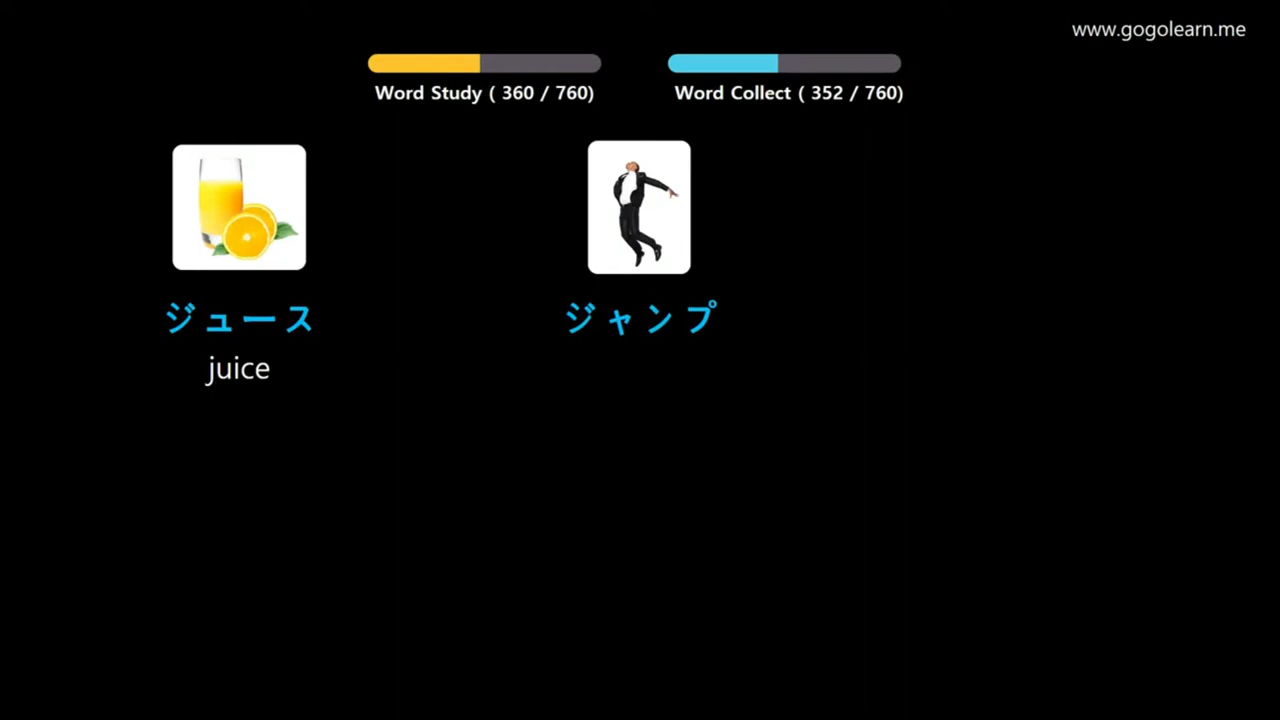 www.gogolearn.me
Word Study ( 360 / 760)
Word Collect ( 352 / 760)
ジュース
ジャンプ
juice